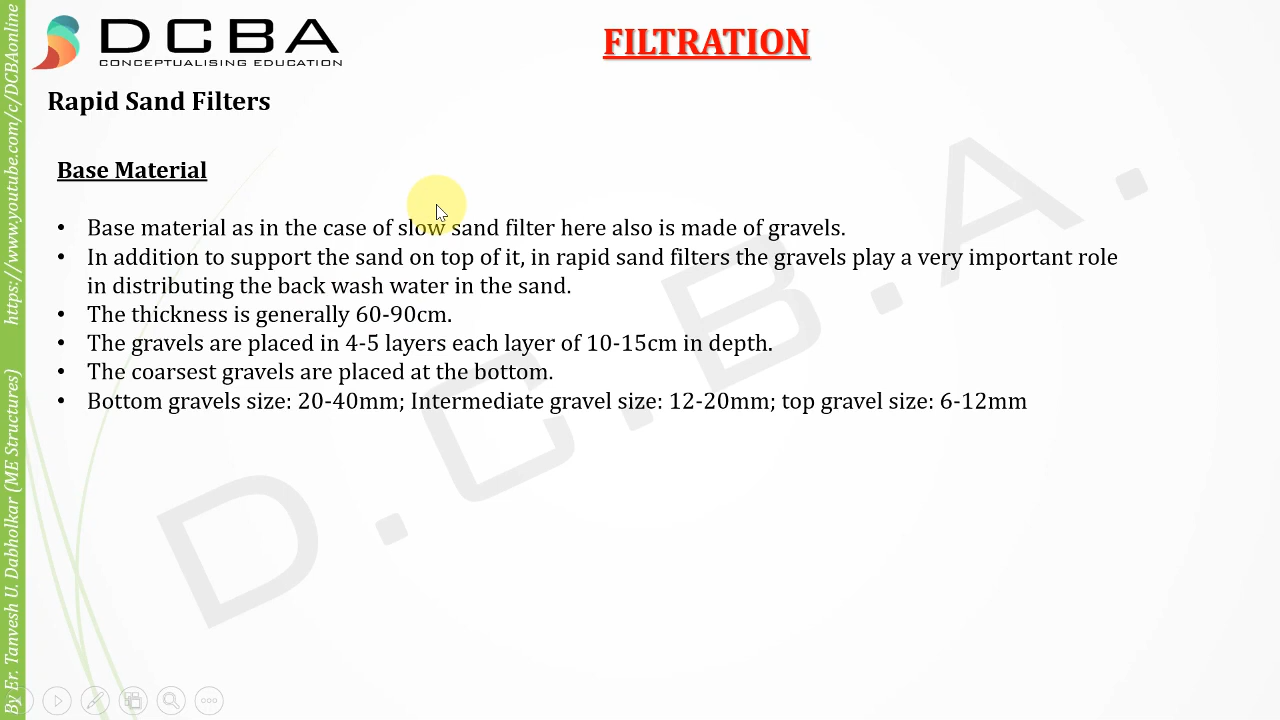 DCBA
CONCEPTUALISING EDUCATION
FILTRATION
Rapid Sand Filters
Base Material
• Base material as in the case of slow sand filter here also is made of gravels.
• In addition to support the sand on top of it, in rapid sand filters the gravels play a very important role
in distributing the back wash water in the sand.
• The thickness is generally 60-90cm.
• The gravels are placed in 4-5 layers each layer of 10-15cm in depth.
• The coarsest gravels are placed at the bottom.
• Bottom gravels size: 20-40mm; Intermediate gravel size: 12-20mm; top gravel size: 6-12mm
D.C.B.A.
By Er. Tanvesh U. Dabholkar (ME Structures) https://www.youtube.com/c/DCBAonline